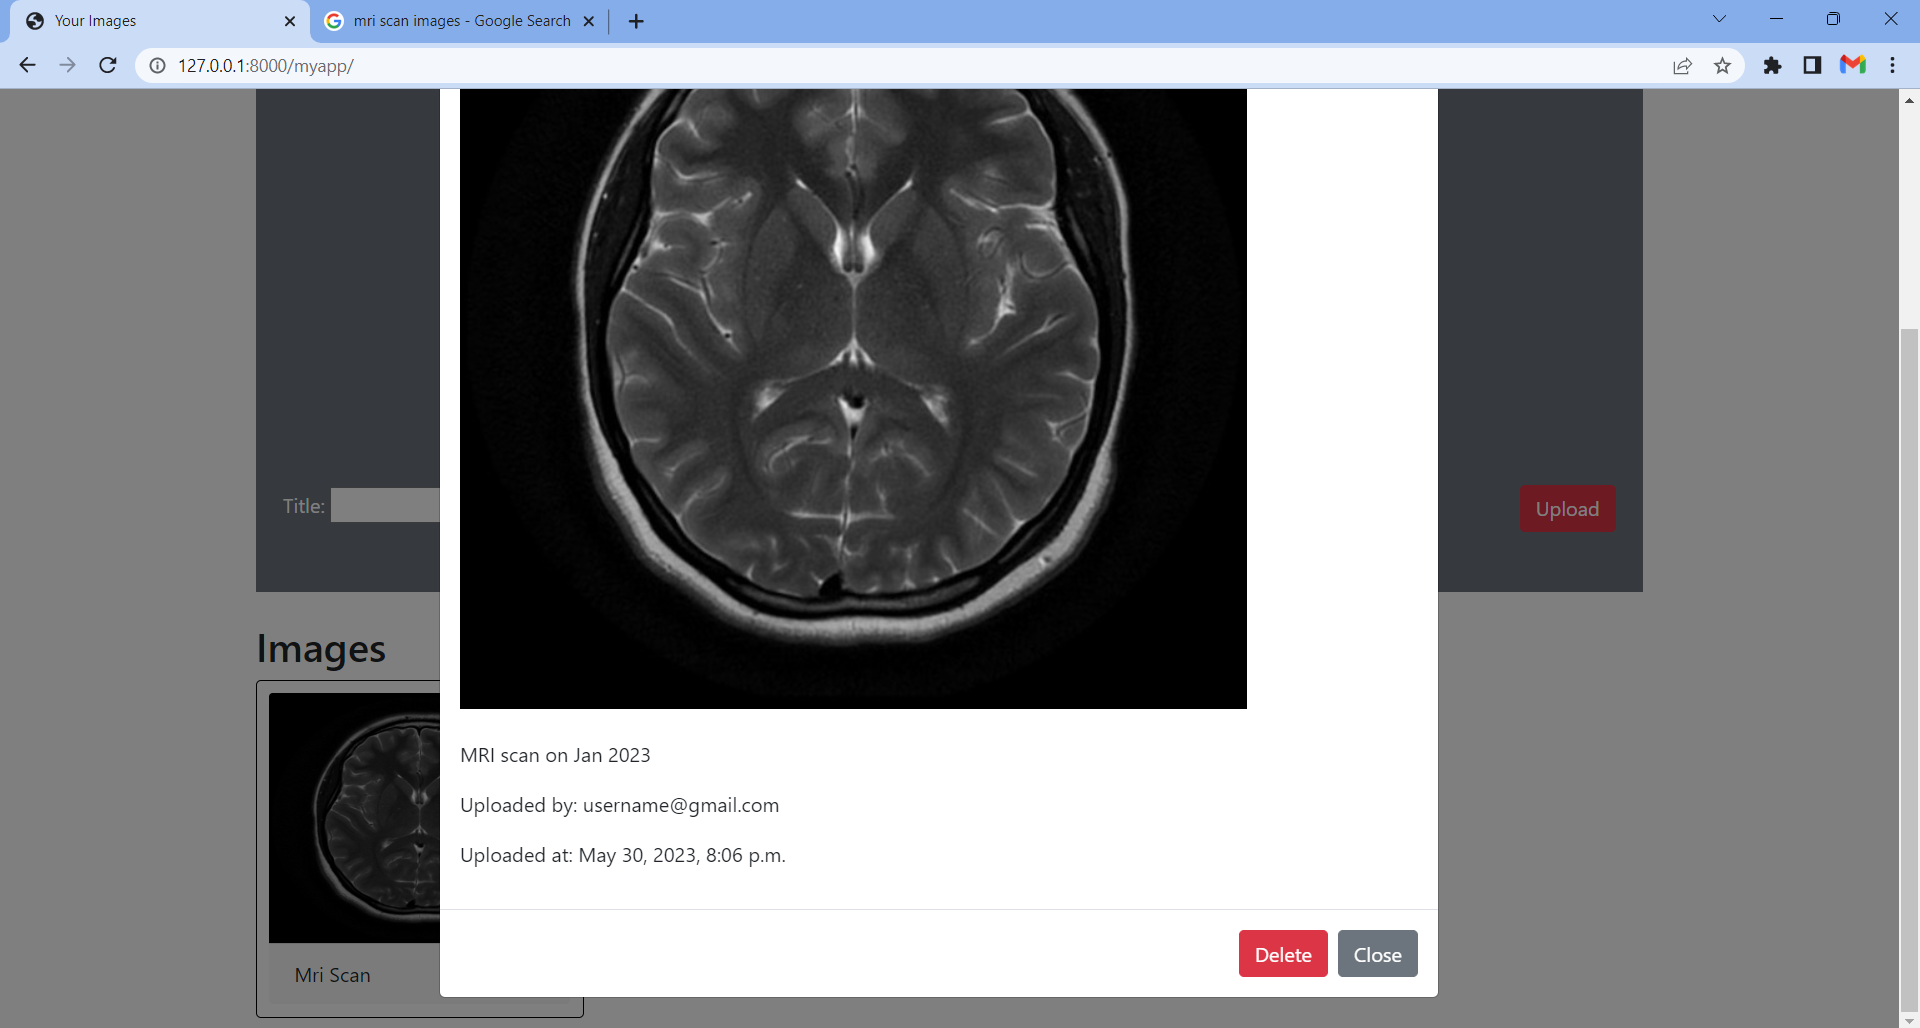 Your Images
mri scan images - Google Search
127.0.0.1:8000/myapp/
Title:
Upload
Images
Mri Scan
MRI scan on Jan 2023
Uploaded by: username@gmail.com
Uploaded at: May 30, 2023, 8:06 p.m.
Delete
Close